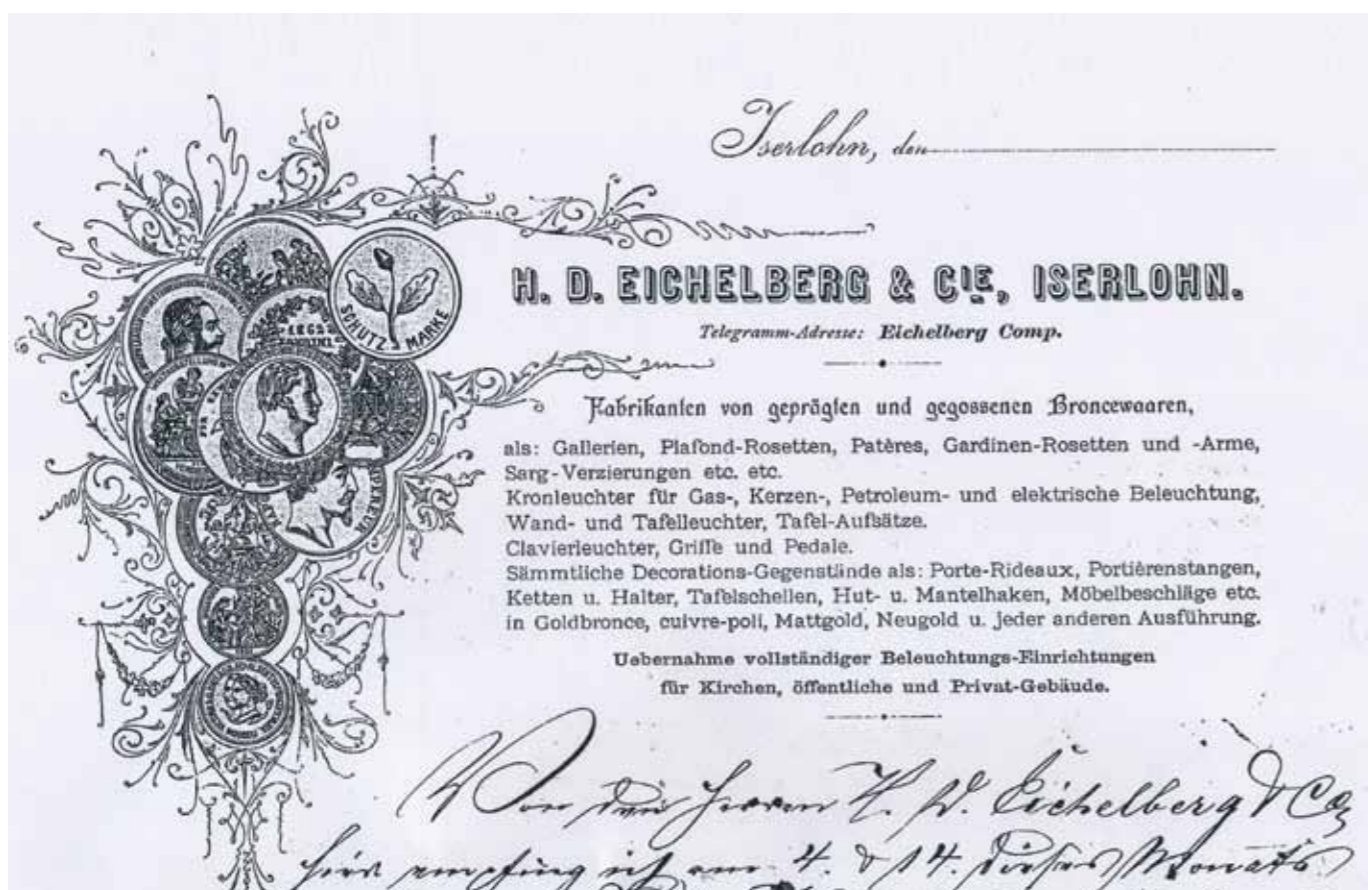 Iserlohn, den
SCHUTZ-MARKE
H. D. EICHELBERG & CIE, ISERLOHN.
Telegramm-Adresse: Eichelberg Comp.
Fabrikanten von geprägten und gegossenen Broncewaaren,
als: Gallerien, Plafond-Rosetten, Patères, Gardinen-Rosetten und -Arme,
Sarg-Verzierungen etc. etc.
Kronleuchter für Gas-, Kerzen-, Petroleum- und elektrische Beleuchtung,
Wand- und Tafelleuchter, Tafel-Aufsätze.
Clavierleuchter, Griffe und Pedale.
Sämmtliche Decorations-Gegenstände als: Porte-Rideaux, Portièrenstangen,
Ketten u. Halter, Tafelschellen, Hut- u. Mantelhaken, Möbelbeschläge etc.
in Goldbronce, cuivre-poli, Mattgold, Neugold u. jeder anderen Ausführung.
Uebernahme vollständiger Beleuchtungs-Einrichtungen
für Kirchen, öffentliche und Privat-Gebäude.
Von den Herren H. D. Eichelberg & Co
hier empfing ich am 4. & 14. dieses Monats